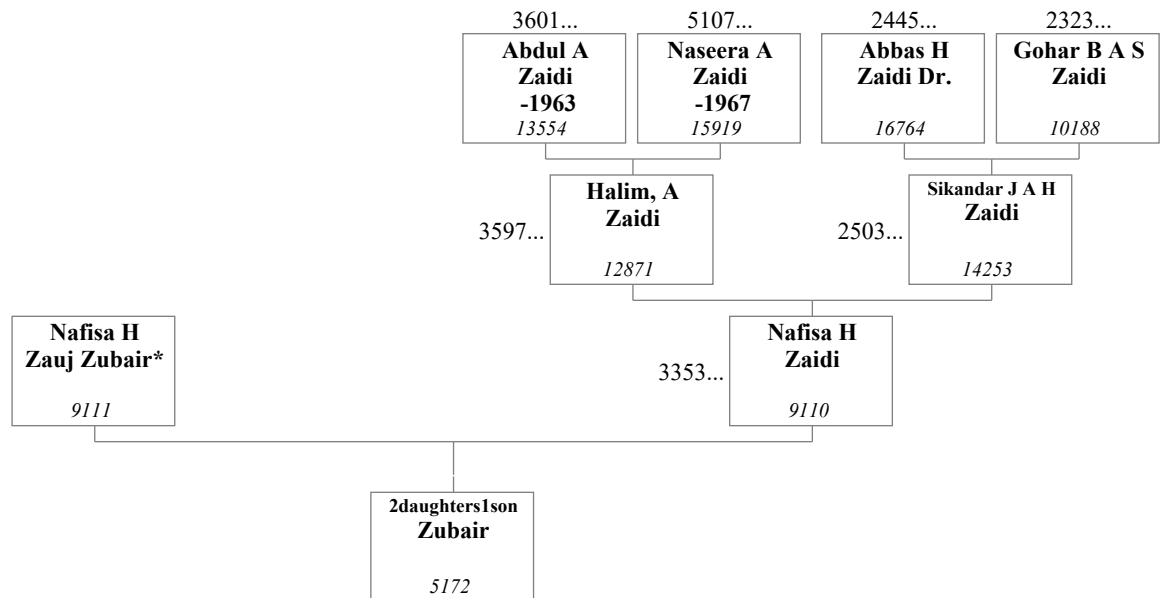 3601...
5107...
2445...
2323...
Abdul A
Zaidi
-1963
13554
Naseera A
Zaidi
-1967
15919
Abbas H
Zaidi Dr.
16764
Gohar B A S
Zaidi
10188
3597...
Halim, A
Zaidi
12871
2503...
Sikandar J A H
Zaidi
14253
Nafisa H
Zauj Zubair*
9111
3353...
Nafisa H
Zaidi
9110
2daughters1son
Zubair
5172